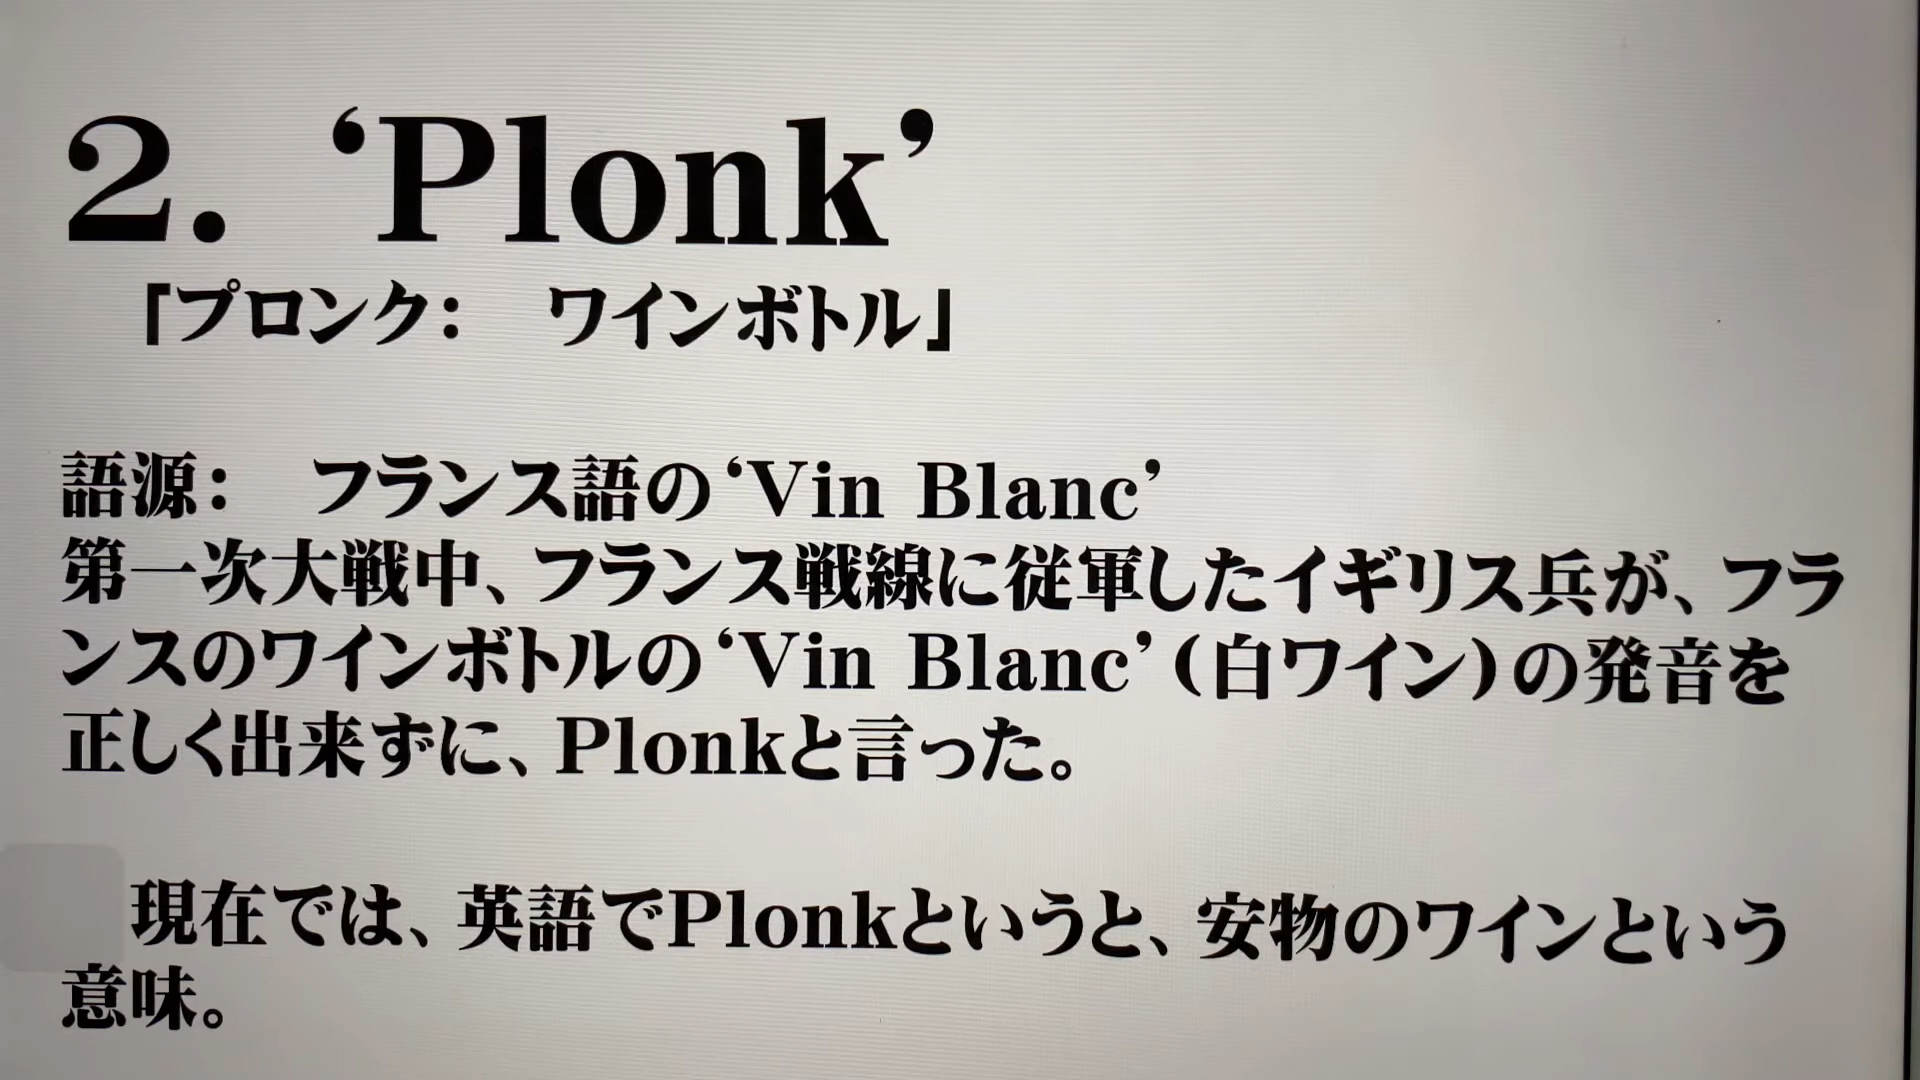 2. ‘Plonk’
「プロンク:　ワインボトル」
語源:　フランス語の‘Vin Blanc’
第一次大戦中、フランス戦線に従軍したイギリス兵が、フラ
ンスのワインボトルの‘Vin Blanc’(白ワイン)の発音を
正しく出来ずに、Plonkと言った。
現在では、英語でPlonkというと、安物のワインという
意味。